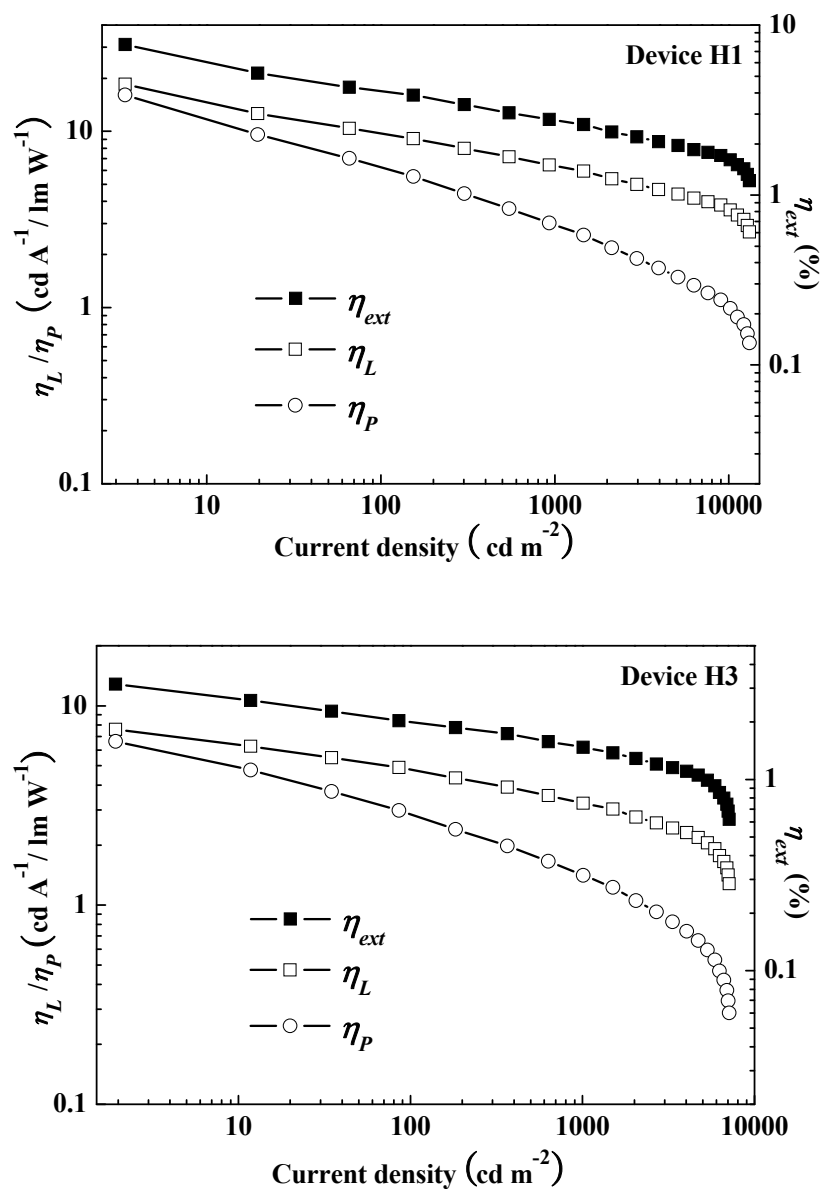 Device H1
10
1
0.1
10
1
0.1
η_L /η_P (cd A^-1/ lm W^-1)
η_ext (%)
η_ext
η_L
η_P
10 100 1000 10000
Current density ( cd m^-2)
Device H3
10
1
0.1
1
0.1
η_L /η_P (cd A^-1/ lm W^-1)
η_ext (%)
η_ext
η_L
η_P
10 100 1000 10000
Current density (cd m^-2)